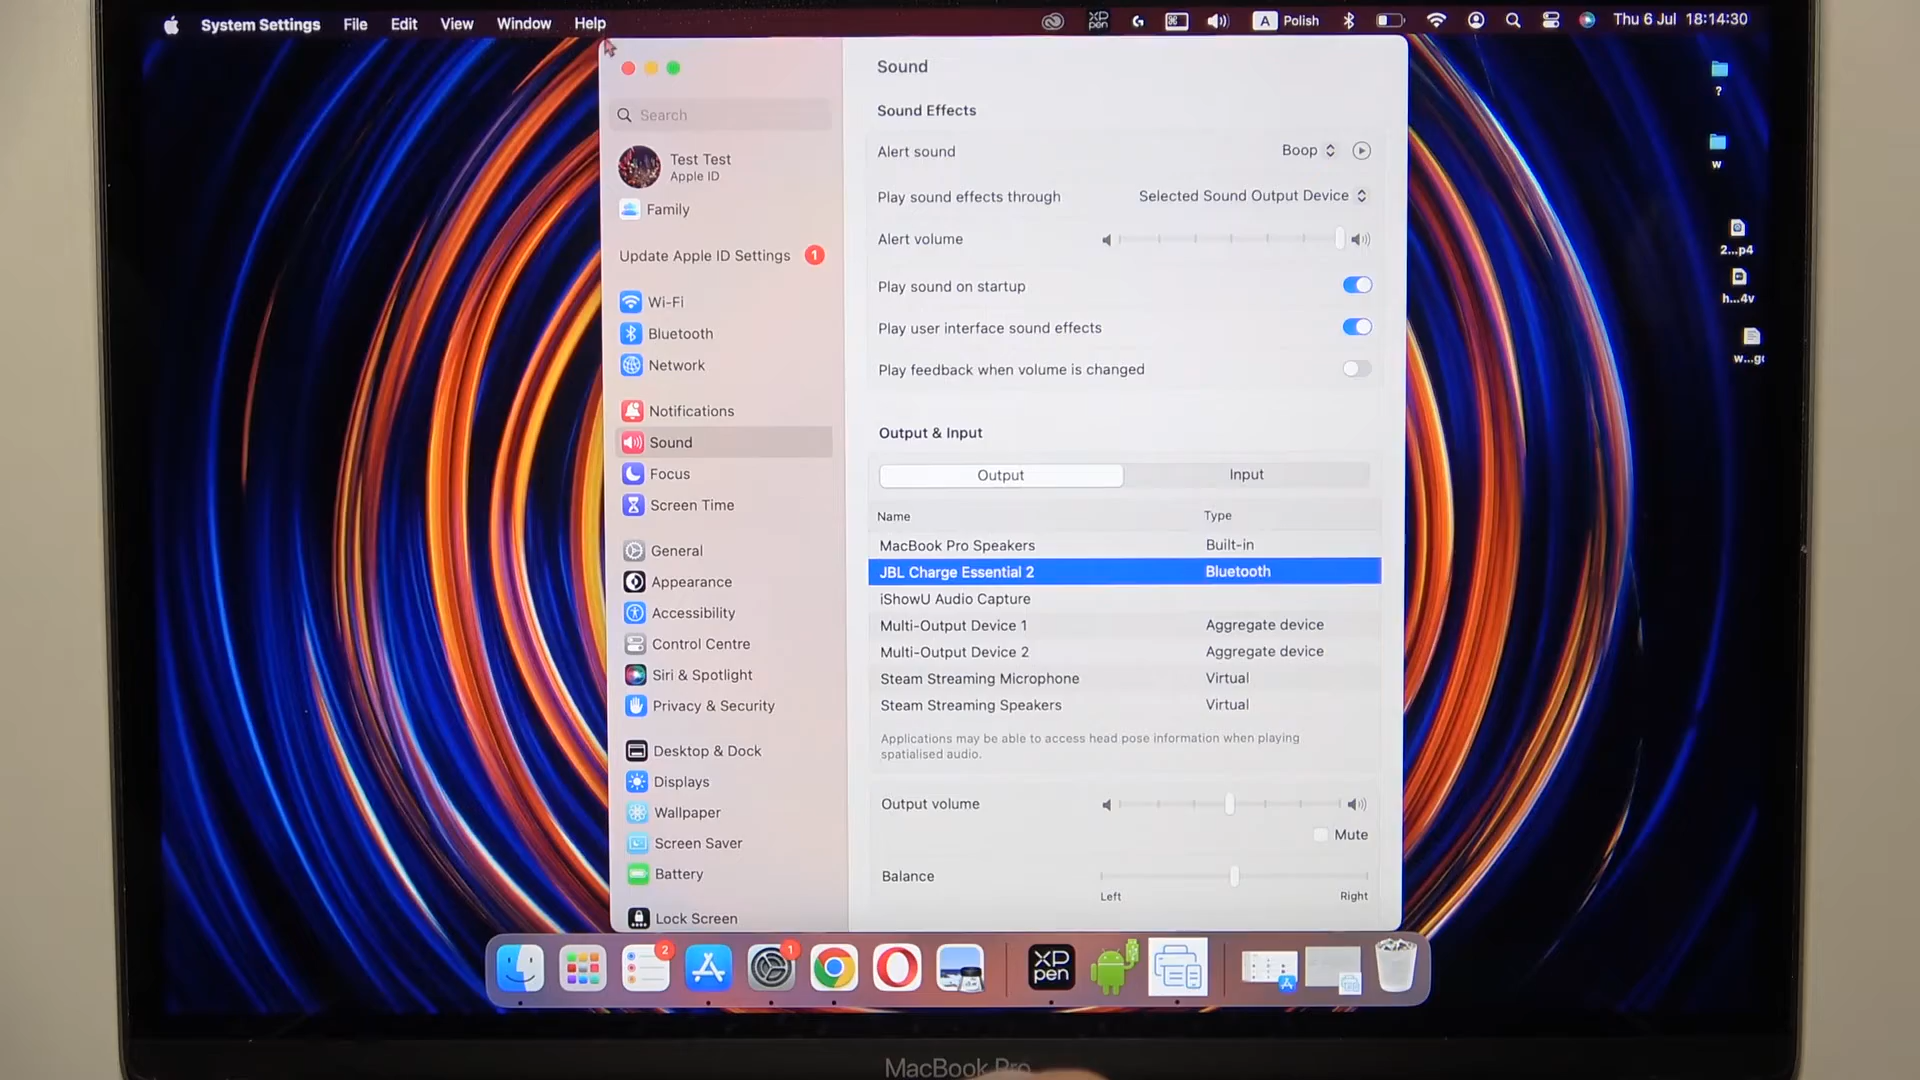 System Settings File Edit View Window Help
XP pen
A Polish
Thu 6 Jul 18:14:30
?
w
2...p4
h...4v
Search
Test Test
Apple ID
Family
Update Apple ID Settings 1
Wi-Fi
Bluetooth
Network
Notifications
Sound
Focus
Screen Time
General
Appearance
Accessibility
Control Centre
Siri & Spotlight
Privacy & Security
Desktop & Dock
Displays
Wallpaper
Screen Saver
Battery
Lock Screen
Sound
Sound Effects
Alert sound Boop
Play sound effects through Selected Sound Output Device
Alert volume
Play sound on startup
Play user interface sound effects
Play feedback when volume is changed
Output & Input
Output Input
Name Type
MacBook Pro Speakers Built-in
JBL Charge Essential 2 Bluetooth
iShowU Audio Capture
Multi-Output Device 1 Aggregate device
Multi-Output Device 2 Aggregate device
Steam Streaming Microphone Virtual
Steam Streaming Speakers Virtual
Applications may be able to access head pose information when playing
spatialised audio.
Output volume
Mute
Balance
Left Right
2
1
XP
pen
MacBook Pro